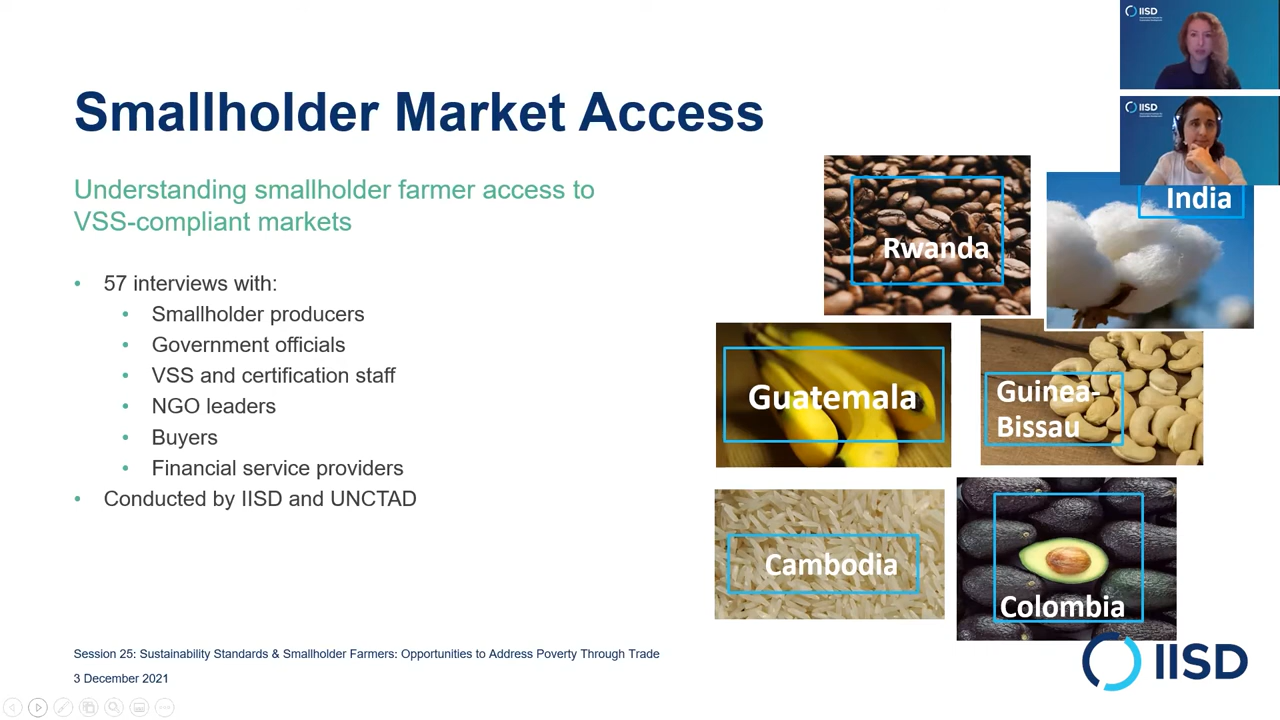 Smallholder Market Access
Understanding smallholder farmer access to
VSS-compliant markets
• 57 interviews with:
• Smallholder producers
• Government officials
• VSS and certification staff
• NGO leaders
• Buyers
• Financial service providers
• Conducted by IISD and UNCTAD
Rwanda
India
Guatemala
Guinea-
Bissau
Cambodia
Colombia
Session 25: Sustainability Standards & Smallholder Farmers: Opportunities to Address Poverty Through Trade
3 December 2021
IISD
IISD
IISD